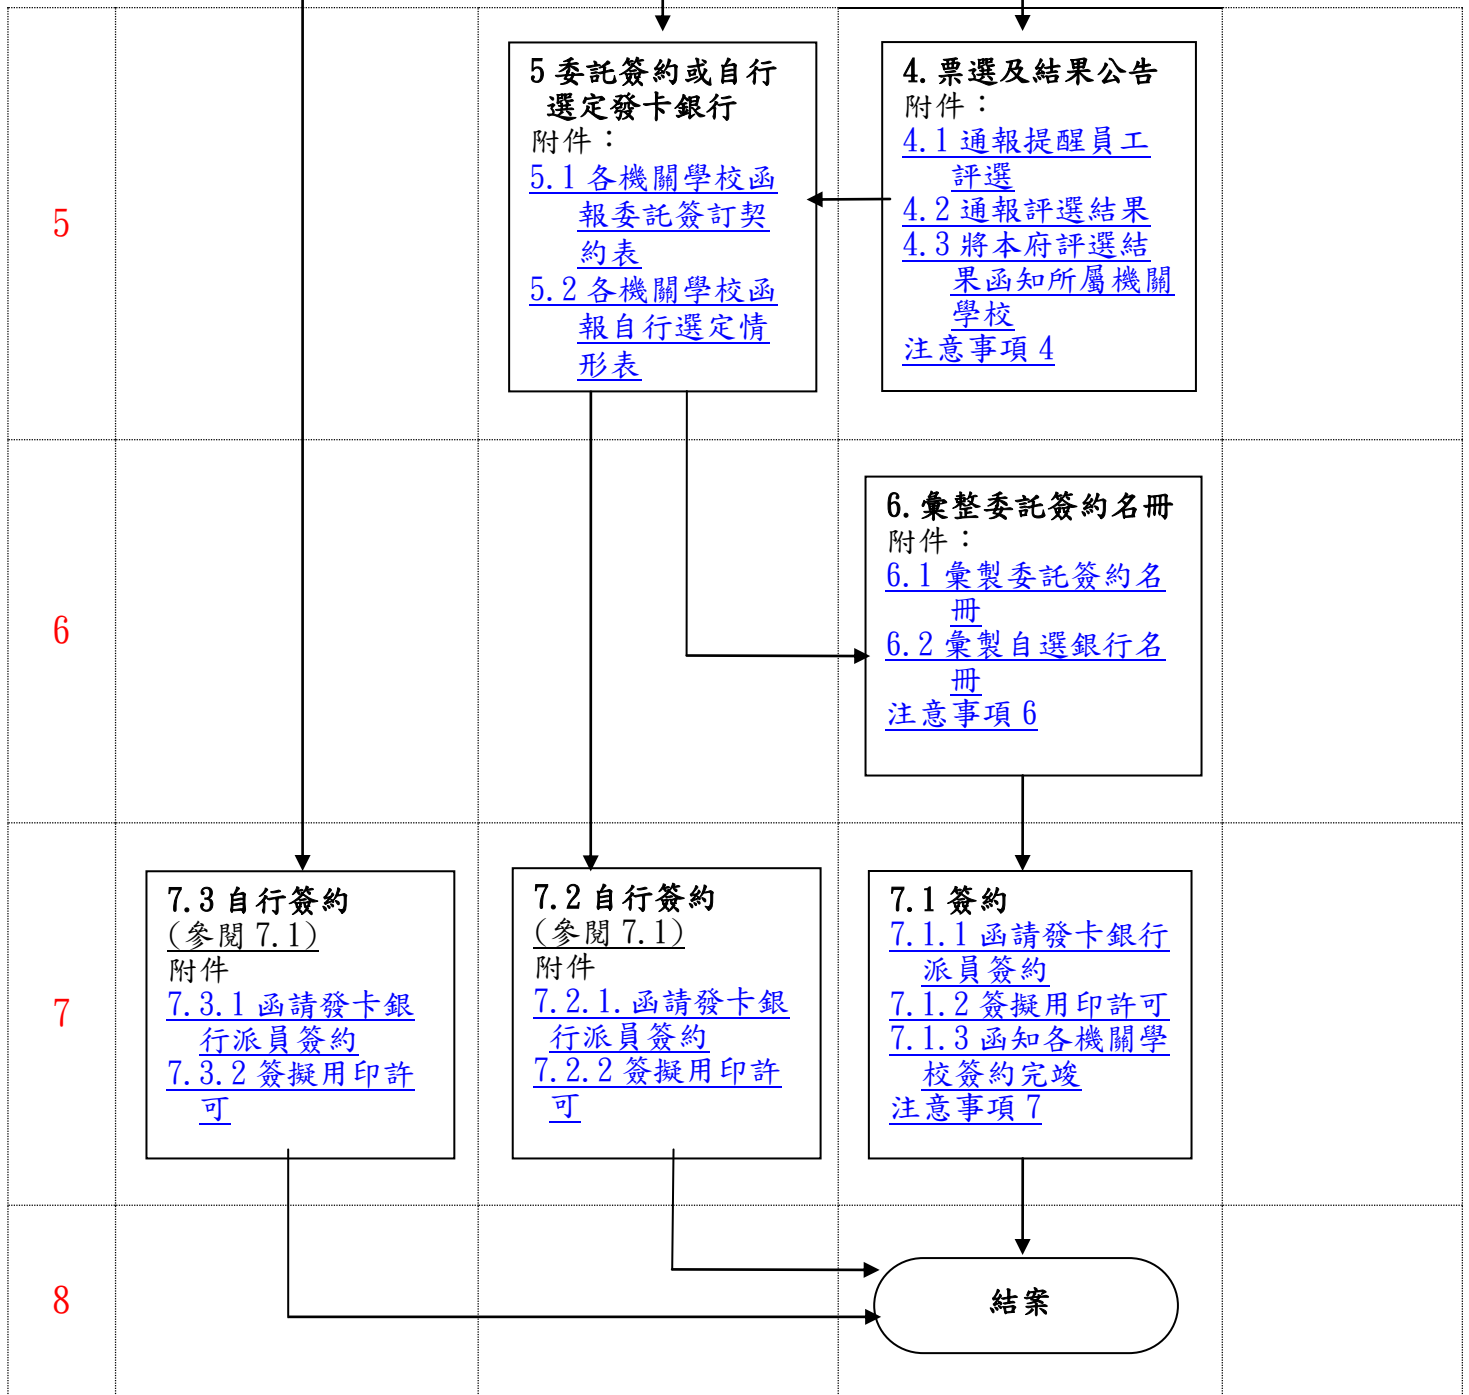 5
5 委託簽約或自行
選定發卡銀行
附件：
5.1 各機關學校函
報委託簽訂契
約表
5.2 各機關學校函
報自行選定情
形表
4.票選及結果公告
附件：
4.1 通報提醒員工
評選
4.2 通報評選結果
4.3 將本府評選結
果函知所屬機關
學校
注意事項 4
6
6.彙整委託簽約名冊
附件：
6.1 彙製委託簽約名
冊
6.2 彙製自選銀行名
冊
注意事項 6
7
7.3 自行簽約
(參閱 7.1)
附件
7.3.1 函請發卡銀
行派員簽約
7.3.2 簽擬用印許
可
7.2 自行簽約
(參閱 7.1)
附件
7.2.1.函請發卡銀
行派員簽約
7.2.2 簽擬用印許
可
7.1 簽約
7.1.1 函請發卡銀行
派員簽約
7.1.2 簽擬用印許可
7.1.3 函知各機關學
校簽約完竣
注意事項 7
8
結案